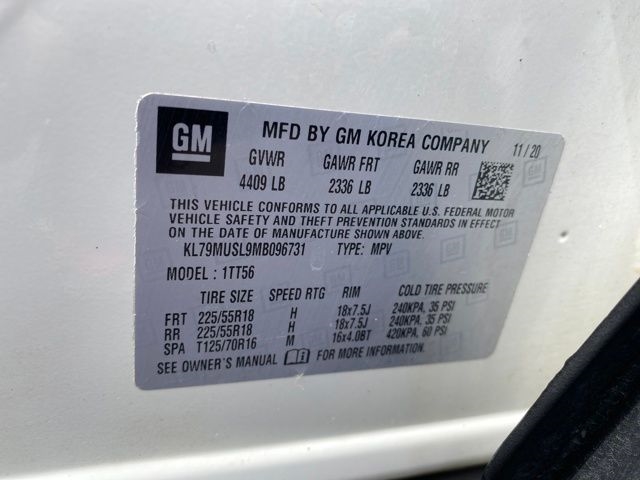 GM MFD BY GM KOREA COMPANY 11/20
GVWR GAWR FRT GAWR RR
4409 LB 2336 LB 2336 LB
THIS VEHICLE CONFORMS TO ALL APPLICABLE U.S. FEDERAL MOTOR
VEHICLE SAFETY AND THEFT PREVENTION STANDARDS IN EFFECT
ON THE DATE OF MANUFACTURE SHOWN ABOVE.
KL79MUSL9MB096731 TYPE: MPV
MODEL: 1TT56
TIRE SIZE SPEED RTG RIM COLD TIRE PRESSURE
FRT 225/55R18 H 18x7.5J 240KPA, 35 PSI
RR 225/55R18 H 18x7.5J 240KPA, 35 PSI
SPA T125/70R16 M 16x4.0BT 420KPA, 60 PSI
SEE OWNER'S MANUAL FOR MORE INFORMATION